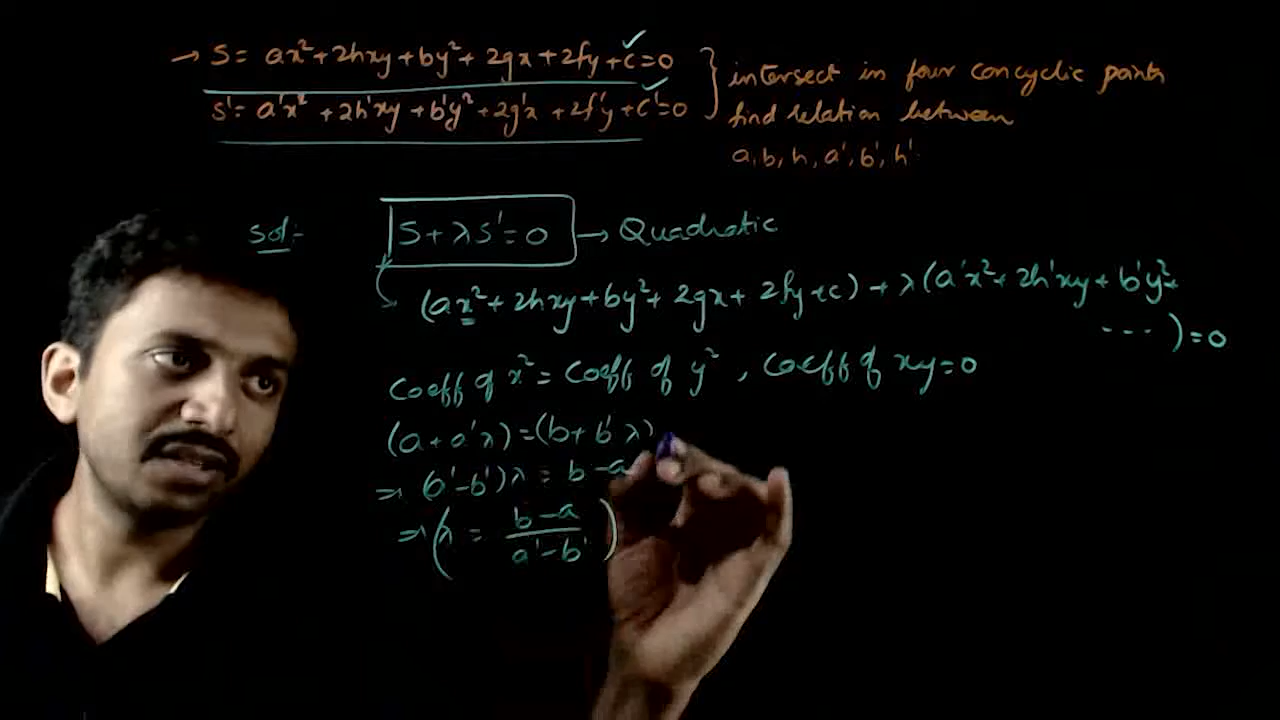 → S = ax²+2hxy+by²+2gx+2fy+c=0
S' = a'x²+2h'xy+b'y²+2g'x+2f'y+c'=0
} intersect in four concyclic points
find relation between
a, b, h, a', b', h'
Sol:- S+λS'=0 → Quadratic
(ax²+2hxy+by²+2gx+2fy+c)+λ(a'x²+2h'xy+b'y²+
...)=0
Coeff of x² = Coeff of y², Coeff of xy=0
(a+a'λ)=(b+b'λ)
⇒ (a'-b')λ = b-a
⇒ (λ = (b-a)/(a'-b'))